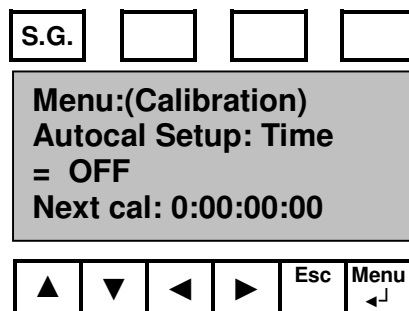 S.G.
Menu:(Calibration)
Autocal Setup: Time
= OFF
Next cal: 0:00:00:00
▲ ▼ ◄ ► Esc Menu
↵